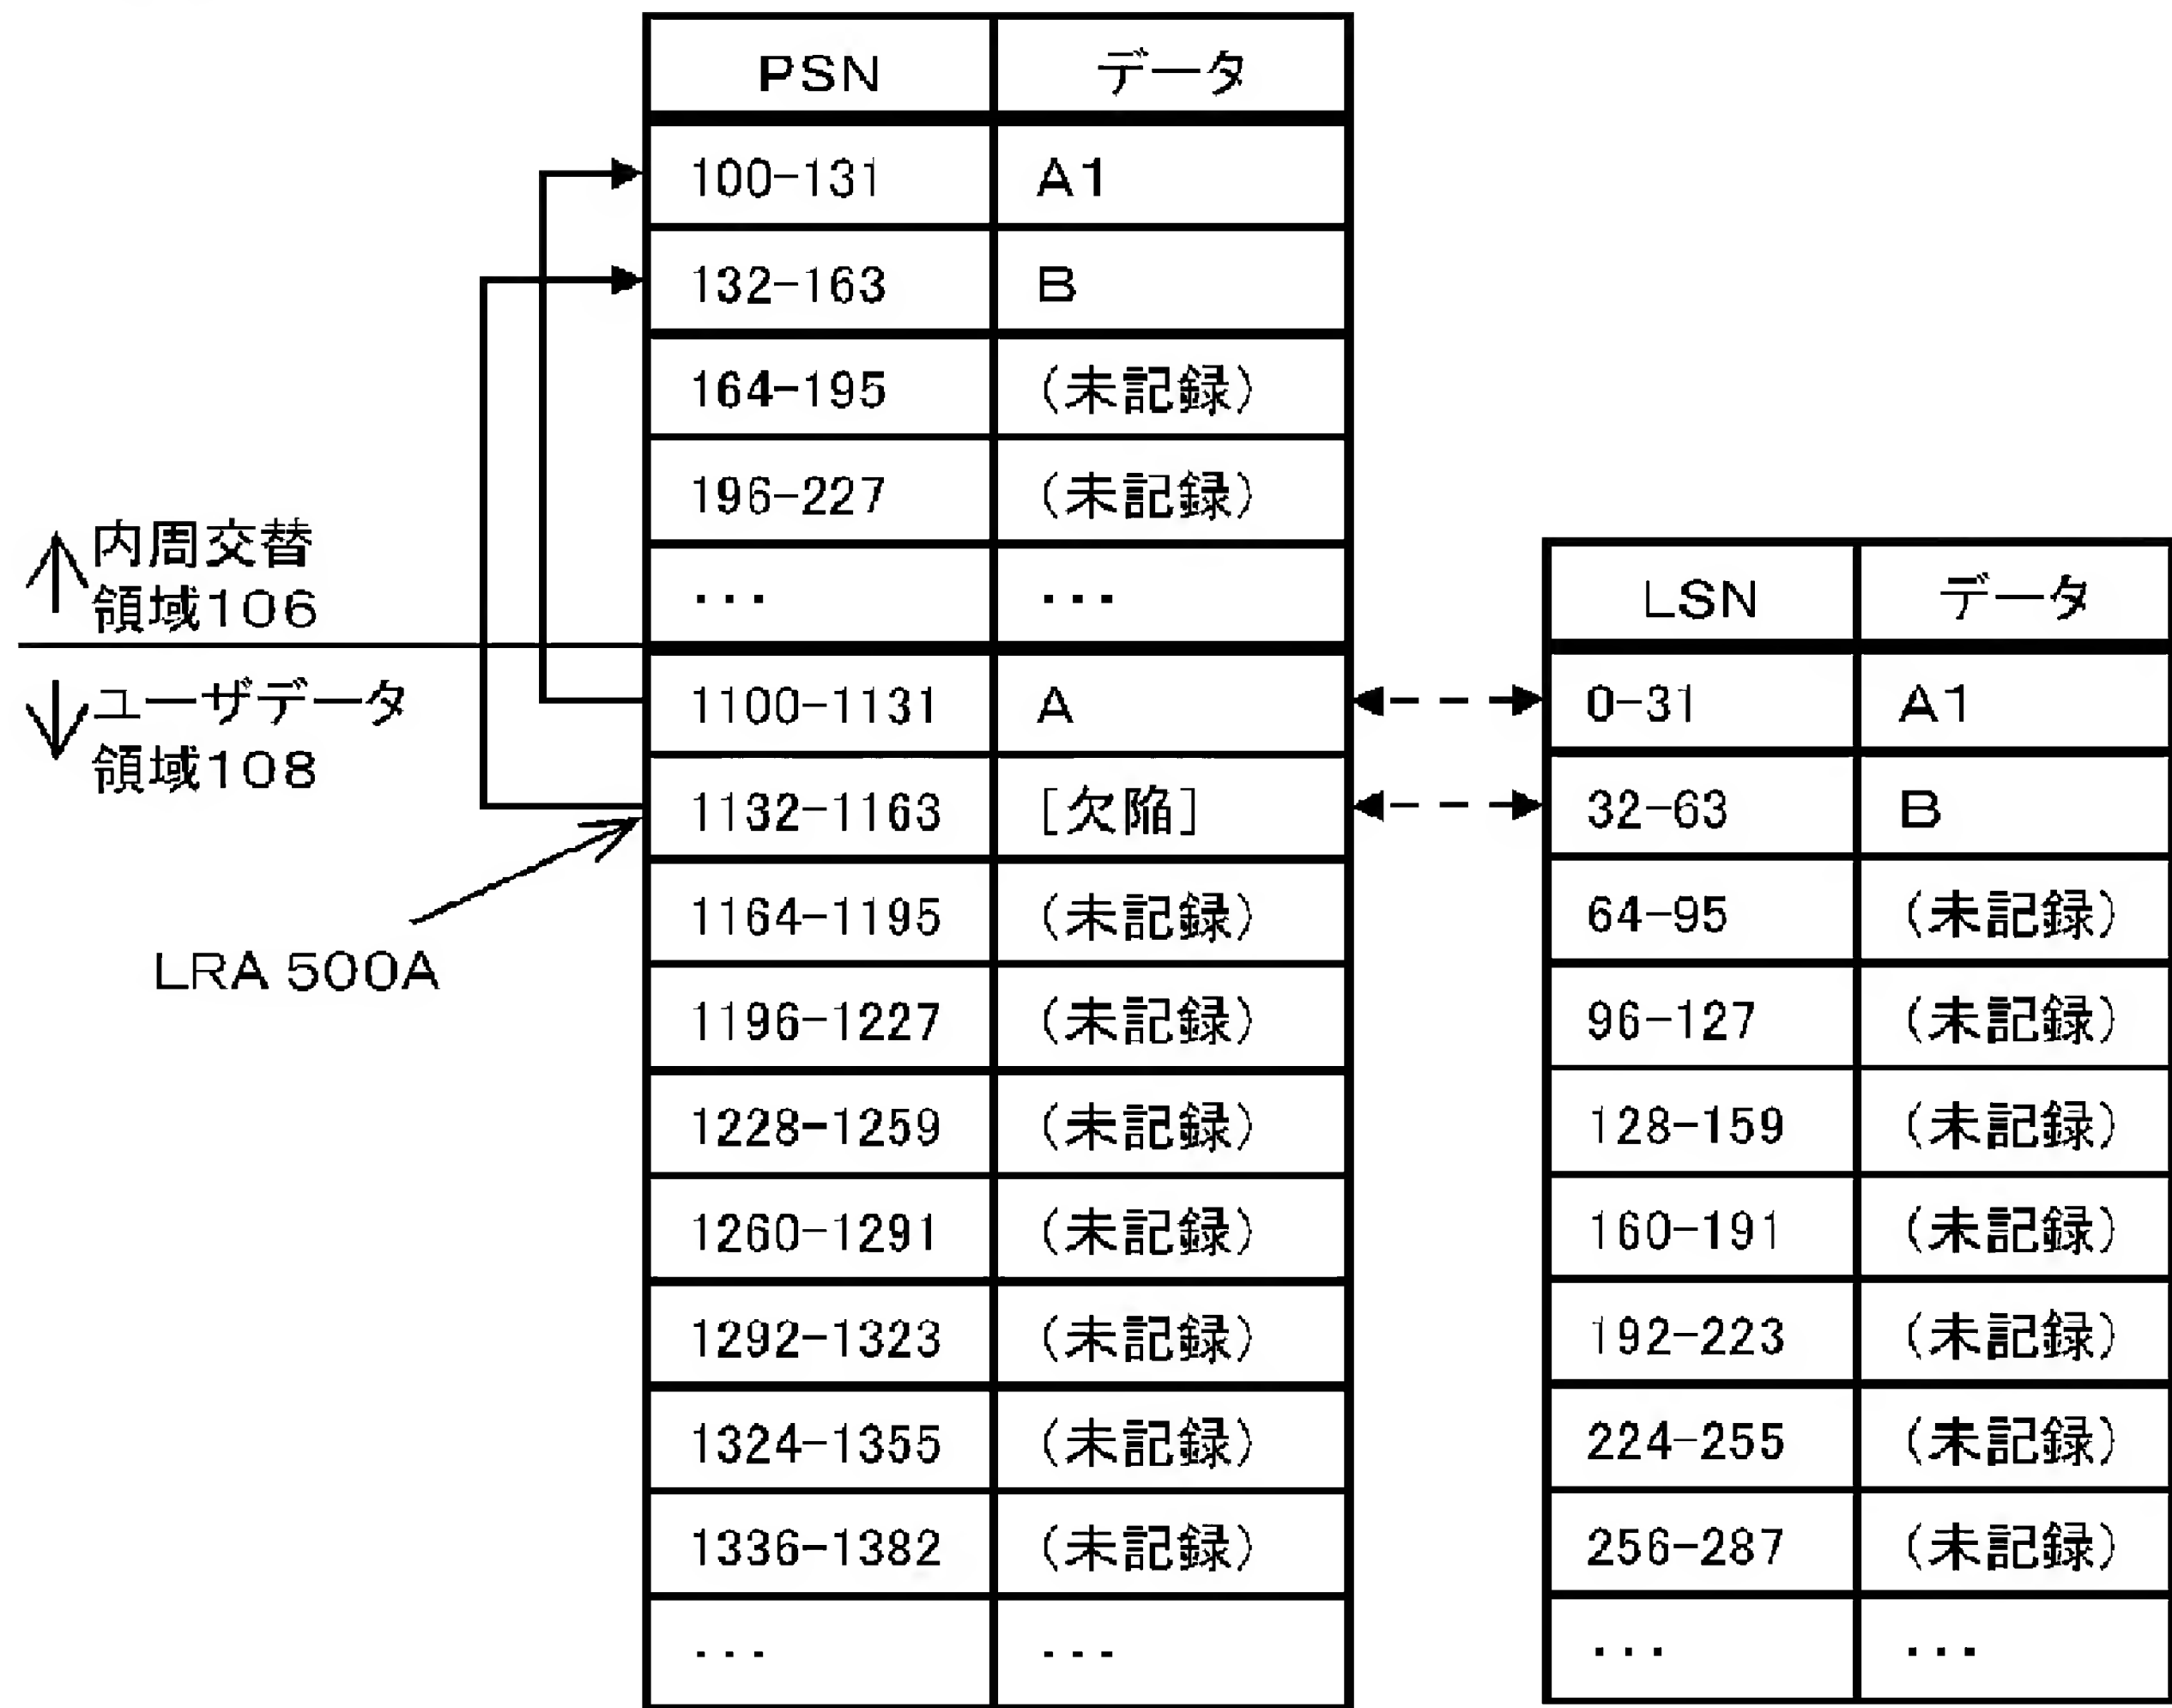 PSN データ
100-131 A1
132-163 B
164-195 (未記録)
196-227 (未記録)
... ...
1100-1131 A
1132-1163 [欠陥]
1164-1195 (未記録)
1196-1227 (未記録)
1228-1259 (未記録)
1260-1291 (未記録)
1292-1323 (未記録)
1324-1355 (未記録)
1336-1382 (未記録)
... ...
内周交替
領域106
ユーザデータ
領域108
LRA 500A
LSN データ
0-31 A1
32-63 B
64-95 (未記録)
96-127 (未記録)
128-159 (未記録)
160-191 (未記録)
192-223 (未記録)
224-255 (未記録)
256-287 (未記録)
... ...